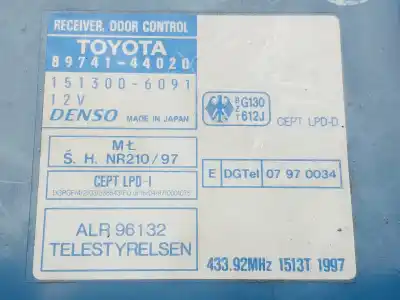 RECEIVER, DOOR CONTROL
TOYOTA
89741-44020
151300-6091
12V
DENSO MADE IN JAPAN
BZT G130
612J
CEPT LPD-D
MŁ
Ś. H. NR210/97
CEPT LPD-I
E DGTel 07 97 0034
ALR 96132
TELESTYRELSEN
433.92MHz 1513T 1997